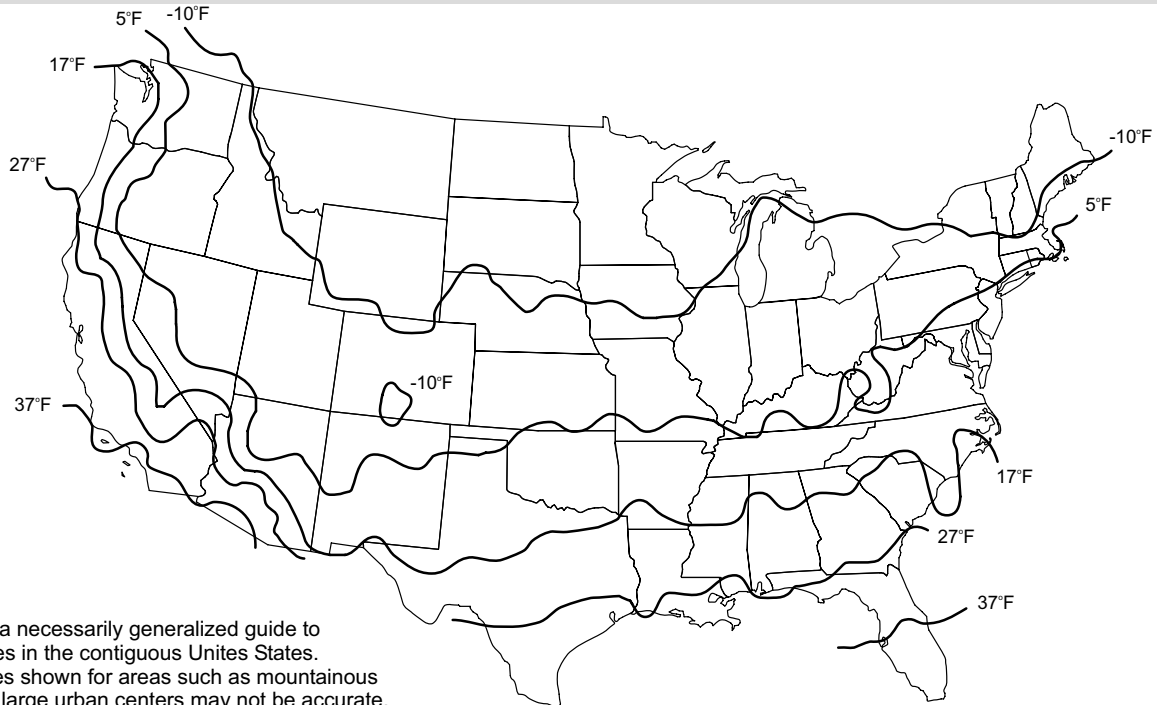 5°F
-10°F
17°F
27°F
37°F
-10°F
-10°F
5°F
17°F
27°F
37°F
a necessarily generalized guide to
es in the contiguous Unites States.
es shown for areas such as mountainous
large urban centers may not be accurate.